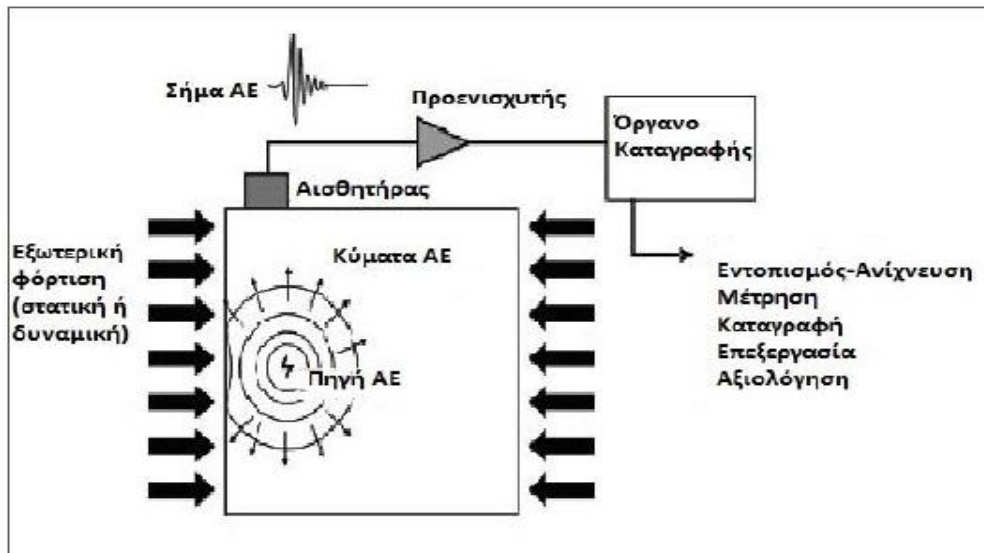 Σήμα ΑΕ
Προενισχυτής
Όργανο
Καταγραφής
Αισθητήρας
Εξωτερική
φόρτιση
(στατική ή
δυναμική)
Κύματα ΑΕ
Πηγή ΑΕ
Εντοπισμός-Ανίχνευση
Μέτρηση
Καταγραφή
Επεξεργασία
Αξιολόγηση